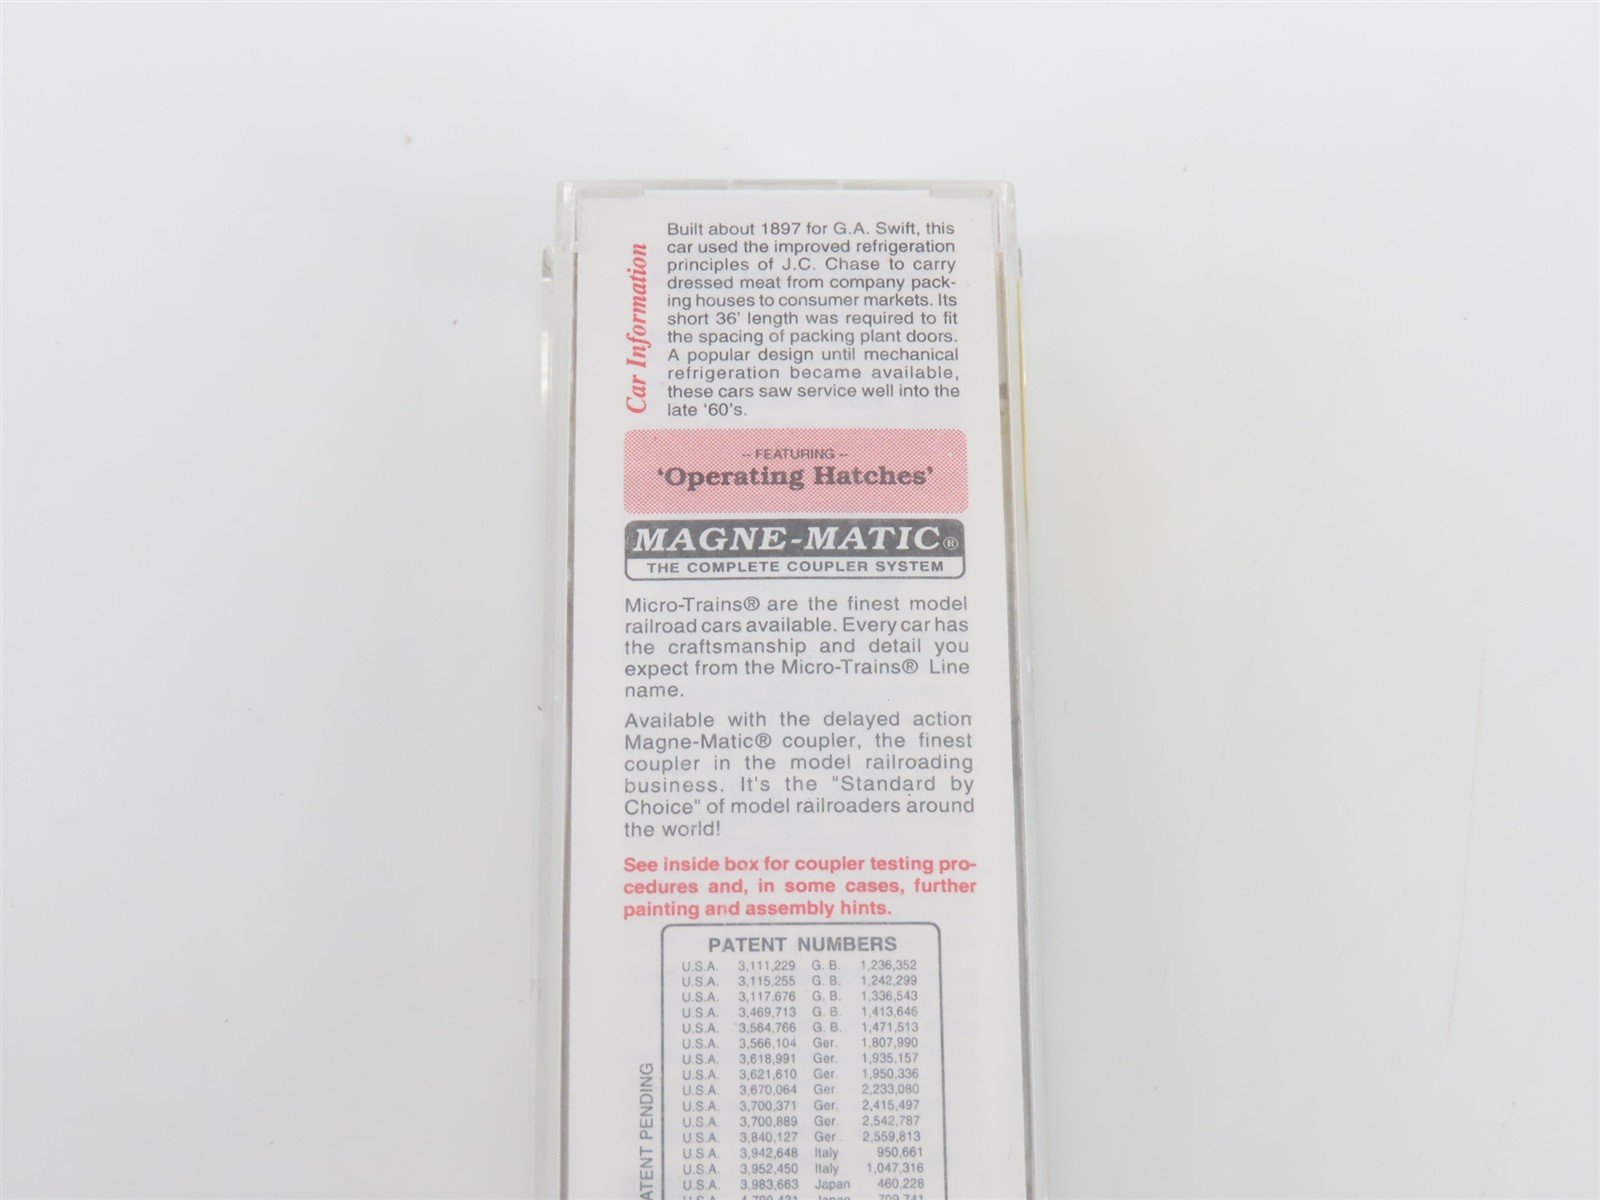 Car Information
Built about 1897 for G.A. Swift, this
car used the improved refrigeration
principles of J.C. Chase to carry
dressed meat from company pack-
ing houses to consumer markets. Its
short 36' length was required to fit
the spacing of packing plant doors.
A popular design until mechanical
refrigeration became available,
these cars saw service well into the
late '60's.
– FEATURING –
'Operating Hatches'
MAGNE-MATIC®
THE COMPLETE COUPLER SYSTEM
Micro-Trains® are the finest model
railroad cars available. Every car has
the craftsmanship and detail you
expect from the Micro-Trains® Line
name.
Available with the delayed action
Magne-Matic® coupler, the finest
coupler in the model railroading
business. It's the "Standard by
Choice" of model railroaders around
the world!
See inside box for coupler testing pro-
cedures and, in some cases, further
painting and assembly hints.
PATENT NUMBERS
U.S.A. 3,111,229 G. B. 1,236,352
U.S.A. 3,115,255 G. B. 1,242,299
U.S.A. 3,117.676 G. B. 1,336,543
U.S.A. 3,469,713 G. B. 1,413,646
U.S.A. 3,564,766 G. B. 1,471,513
U.S.A. 3,566,104 Ger. 1,807,990
U.S.A. 3,618,991 Ger. 1,935,157
U.S.A. 3,621,610 Ger. 1,950,336
U.S.A. 3,670,064 Ger. 2,233,080
U.S.A. 3,700,371 Ger. 2,415,497
U.S.A. 3,700,889 Ger. 2,542,787
U.S.A. 3,840,127 Ger. 2,559,813
U.S.A. 3,942,648 Italy 950,661
U.S.A. 3,952,450 Italy 1,047,316
U.S.A. 3,983,663 Japan 460,228
ATENT PENDING